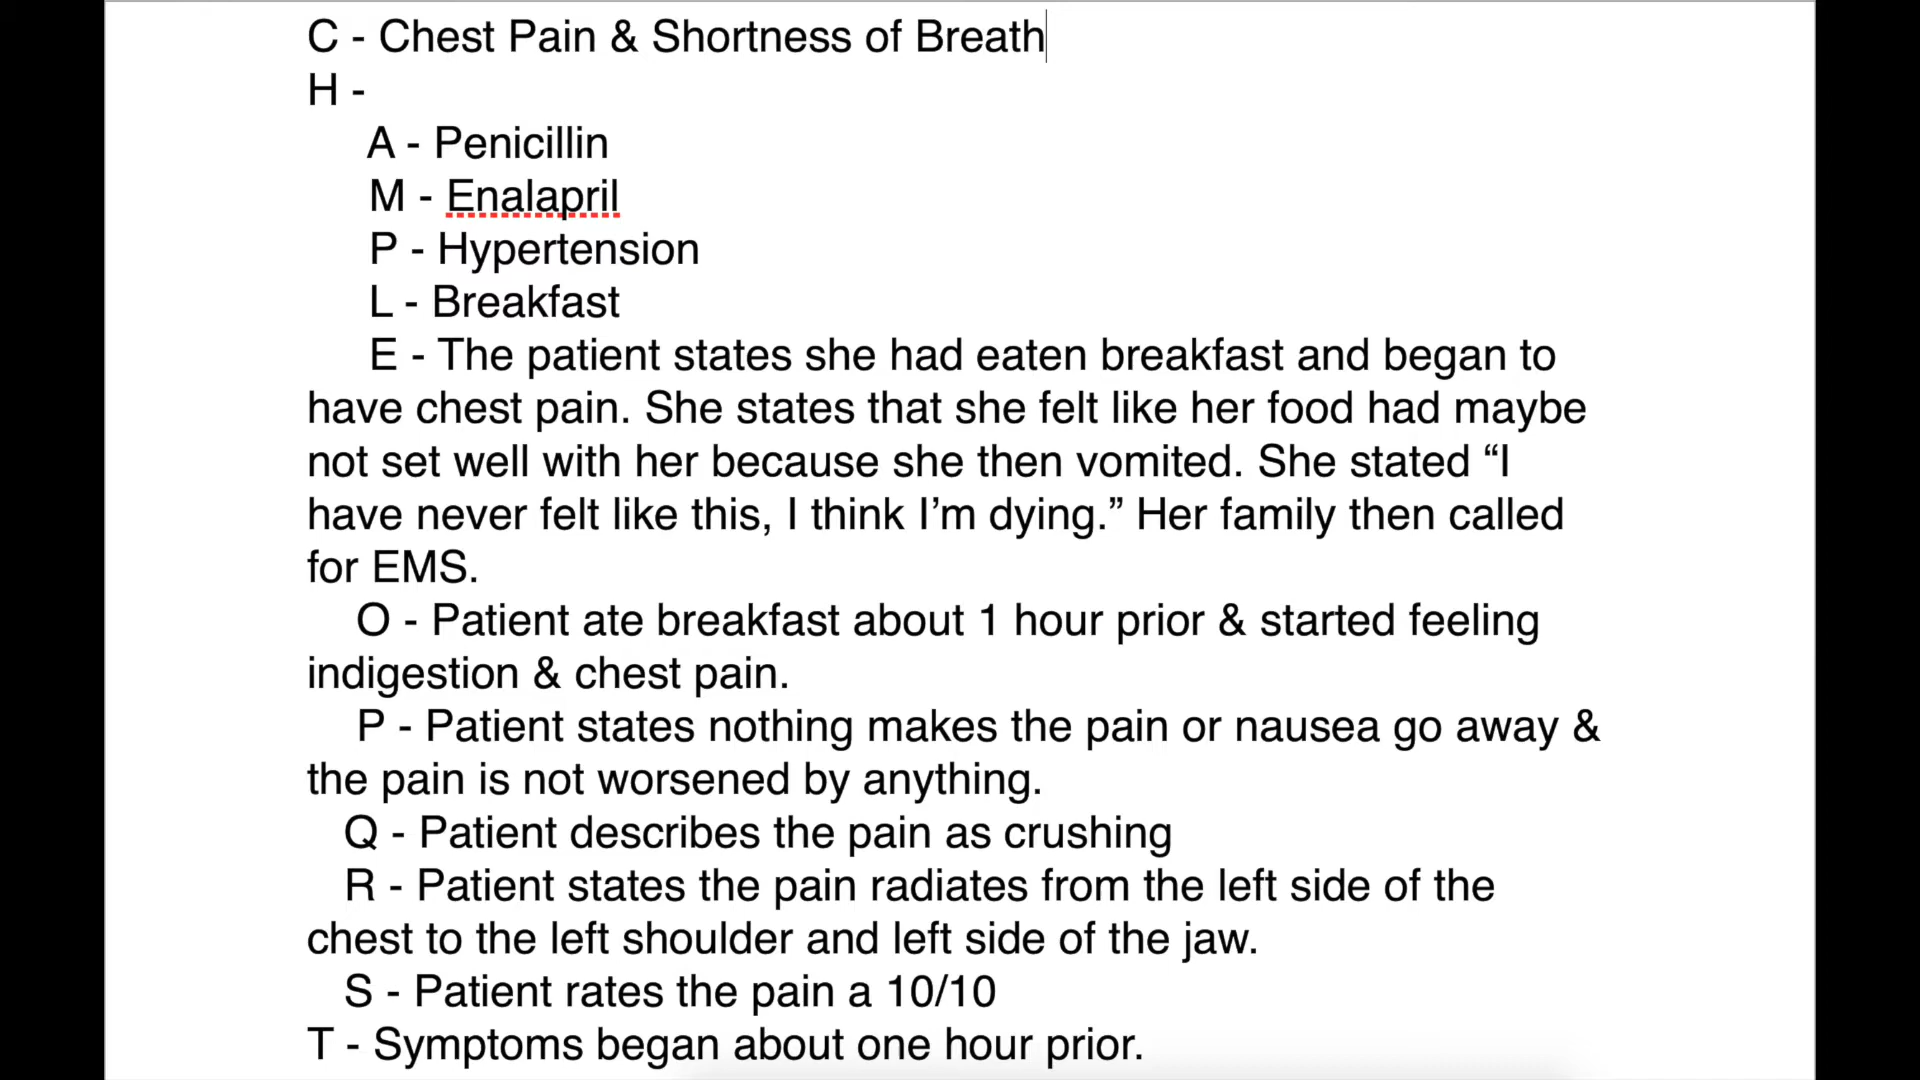 C - Chest Pain & Shortness of Breath
H -
A - Penicillin
M - Enalapril
P - Hypertension
L - Breakfast
E - The patient states she had eaten breakfast and began to
have chest pain. She states that she felt like her food had maybe
not set well with her because she then vomited. She stated “I
have never felt like this, I think I’m dying.” Her family then called
for EMS.
O - Patient ate breakfast about 1 hour prior & started feeling
indigestion & chest pain.
P - Patient states nothing makes the pain or nausea go away &
the pain is not worsened by anything.
Q - Patient describes the pain as crushing
R - Patient states the pain radiates from the left side of the
chest to the left shoulder and left side of the jaw.
S - Patient rates the pain a 10/10
T - Symptoms began about one hour prior.